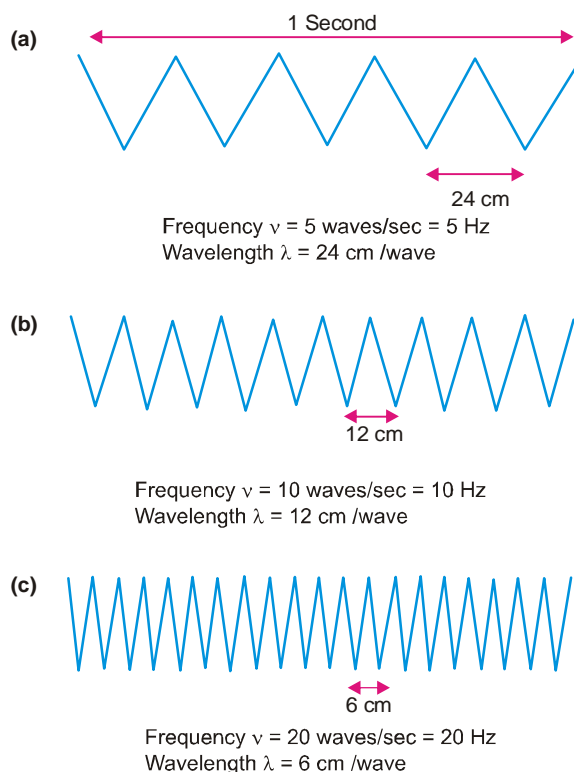 1 Second
(a)
24 cm
Frequency ν = 5 waves/sec = 5 Hz
Wavelength λ = 24 cm /wave
(b)
12 cm
Frequency ν = 10 waves/sec = 10 Hz
Wavelength λ = 12 cm /wave
(c)
6 cm
Frequency ν = 20 waves/sec = 20 Hz
Wavelength λ = 6 cm /wave